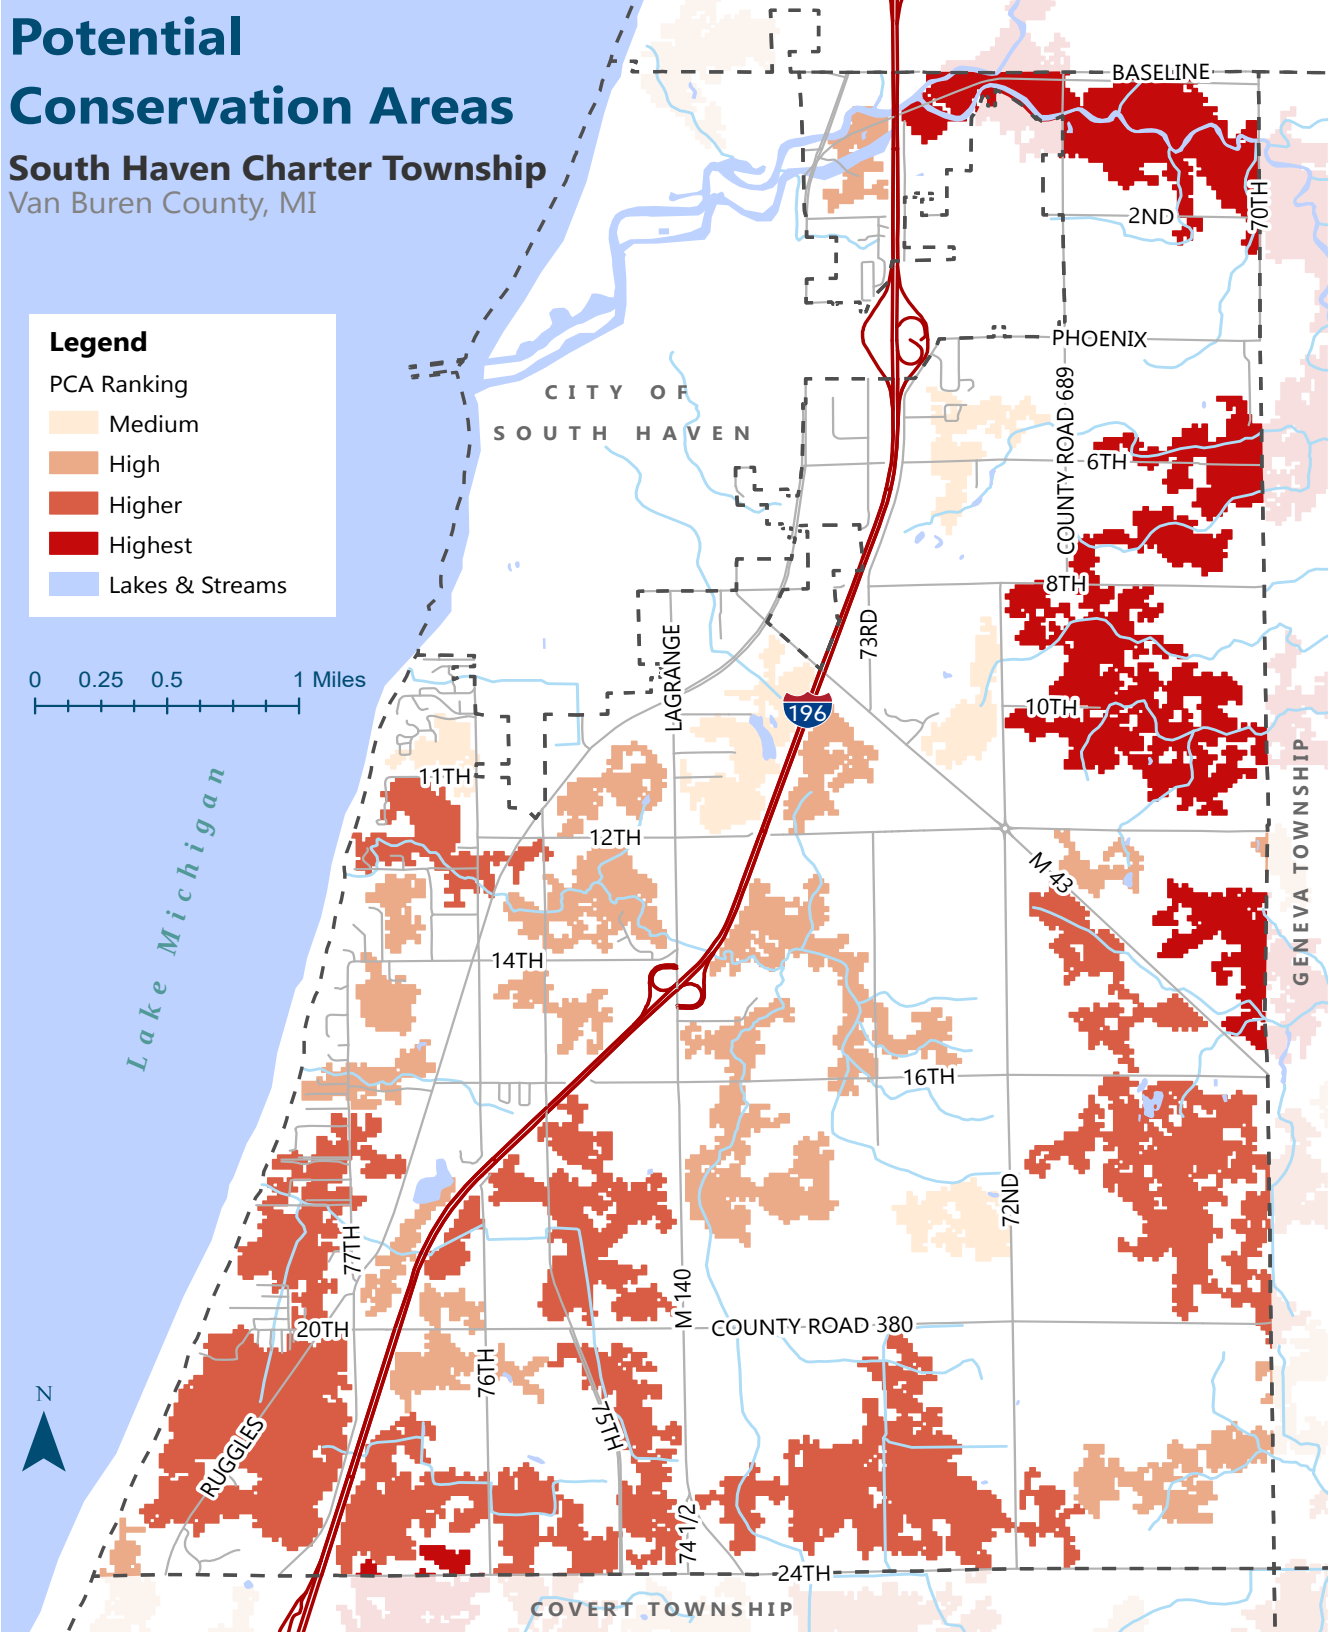 Potential
Conservation Areas
South Haven Charter Township
Van Buren County, MI
Legend
PCA Ranking
Medium
High
Higher
Highest
Lakes & Streams
0 0.25 0.5 1 Miles
BASELINE
2ND
70TH
PHOENIX
CITY OF
SOUTH HAVEN
COUNTY ROAD 689
6TH
8TH
73RD
LAGRANGE
196
10TH
11TH
12TH
M 43
GENEVA TOWNSHIP
Lake Michigan
14TH
16TH
72ND
77TH
M 140
20TH
COUNTY ROAD 380
76TH
75TH
N
RUGGLES
74 1/2
24TH
COVERT TOWNSHIP